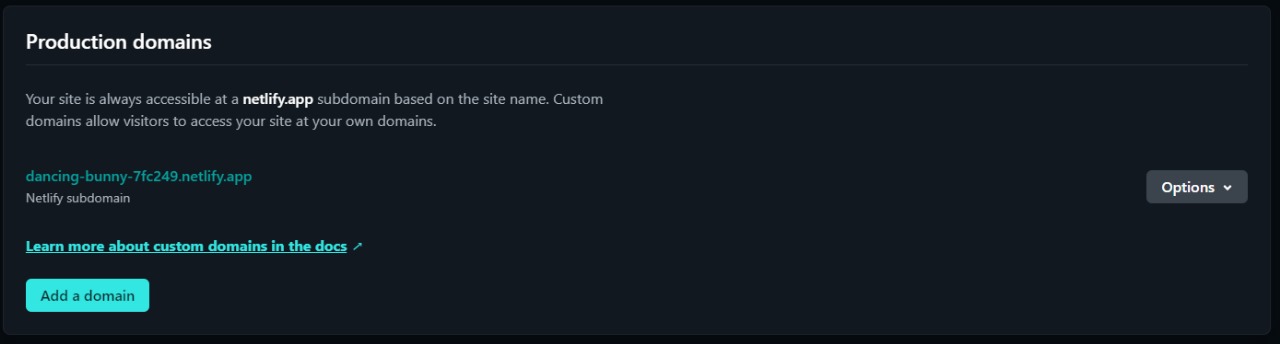 Production domains
Your site is always accessible at a netlify.app subdomain based on the site name. Custom
domains allow visitors to access your site at your own domains.
dancing-bunny-7fc249.netlify.app
Netlify subdomain
Options
Learn more about custom domains in the docs ↗
Add a domain